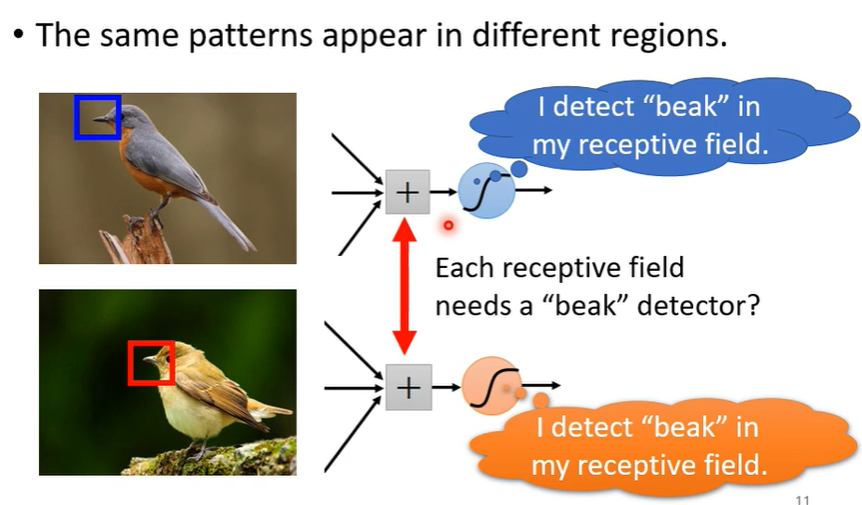 • The same patterns appear in different regions.
I detect “beak” in
my receptive field.
+
Each receptive field
needs a “beak” detector?
+
I detect “beak” in
my receptive field.
11